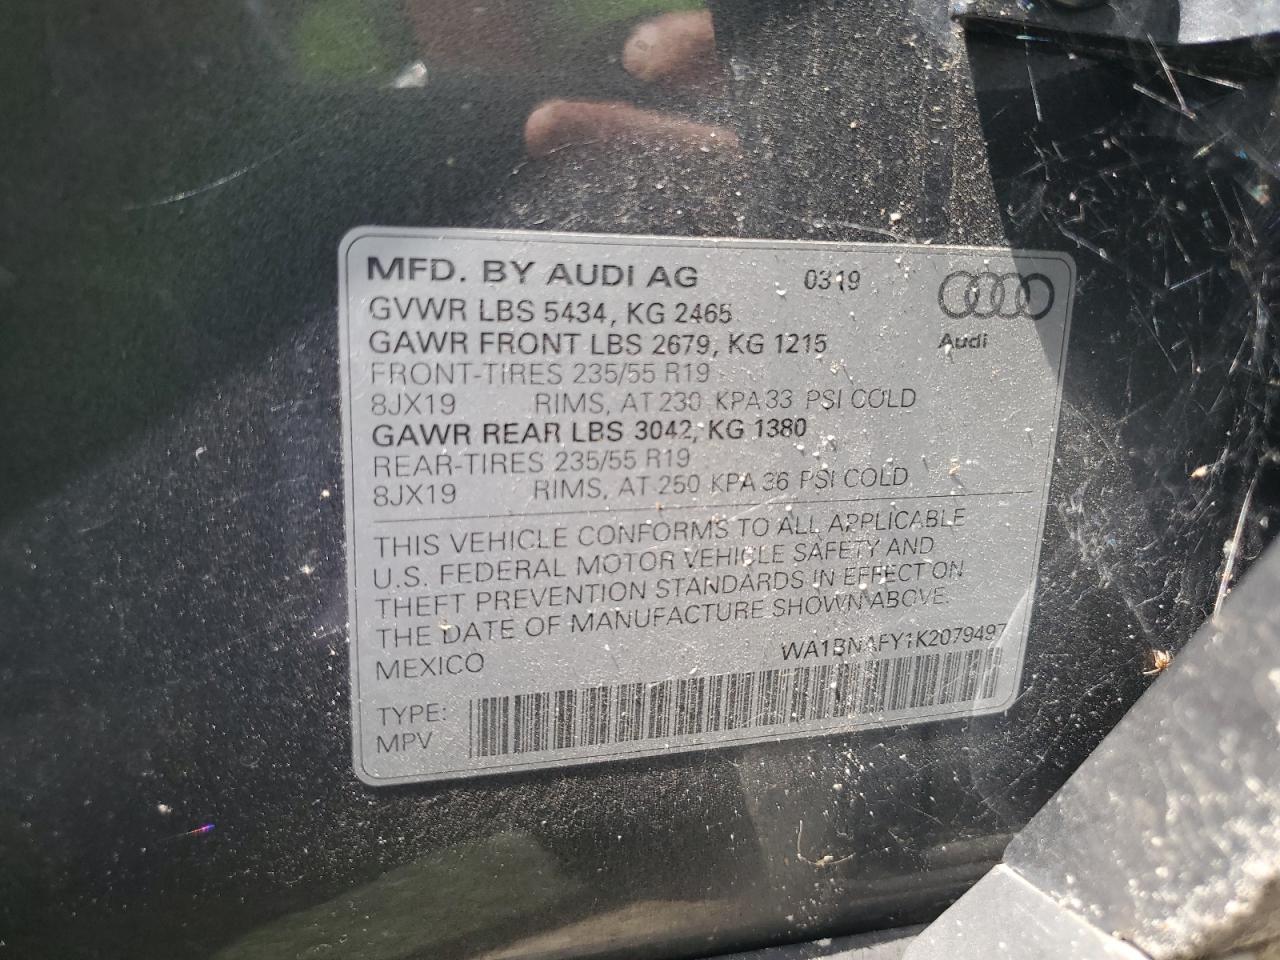 MFD. BY AUDI AG 0319
GVWR LBS 5434, KG 2465
GAWR FRONT LBS 2679, KG 1215
Audi
FRONT-TIRES 235/55 R19
8JX19 RIMS, AT 230 KPA 33 PSI COLD
GAWR REAR LBS 3042, KG 1380
REAR-TIRES 235/55 R19
8JX19 RIMS, AT 250 KPA 36 PSI COLD
THIS VEHICLE CONFORMS TO ALL APPLICABLE
U.S. FEDERAL MOTOR VEHICLE SAFETY AND
THEFT PREVENTION STANDARDS IN EFFECT ON
THE DATE OF MANUFACTURE SHOWN ABOVE.
MEXICO WA1BNAFY1K2079497
TYPE:
MPV